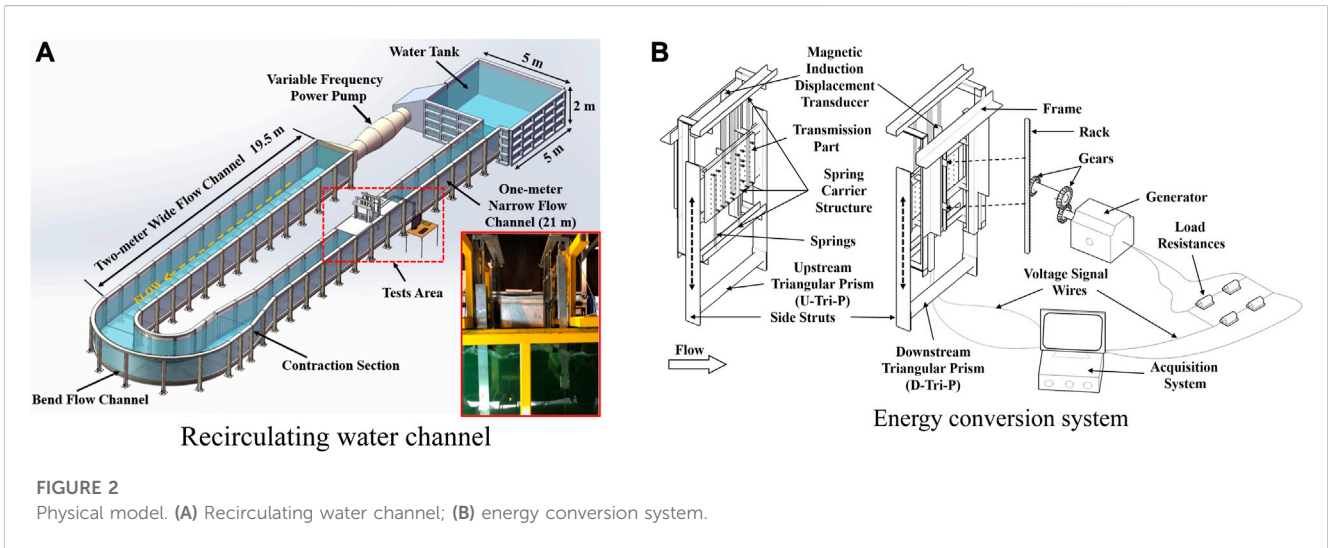 A
Water Tank
5 m
2 m
5 m
Variable Frequency
Power Pump
Two-meter Wide Flow Channel 19.5 m
FLOW
One-meter
Narrow Flow
Channel (21 m)
Tests Area
Contraction Section
Bend Flow Channel
Recirculating water channel
B
Magnetic
Induction
Displacement
Transducer
Transmission
Part
Spring
Carrier
Structure
Springs
Upstream
Triangular Prism
(U-Tri-P)
Side Struts
Flow
Downstream
Triangular Prism
(D-Tri-P)
Frame
Rack
Gears
Generator
Load
Resistances
Voltage Signal
Wires
Acquisition
System
Energy conversion system
FIGURE 2
Physical model. (A) Recirculating water channel; (B) energy conversion system.